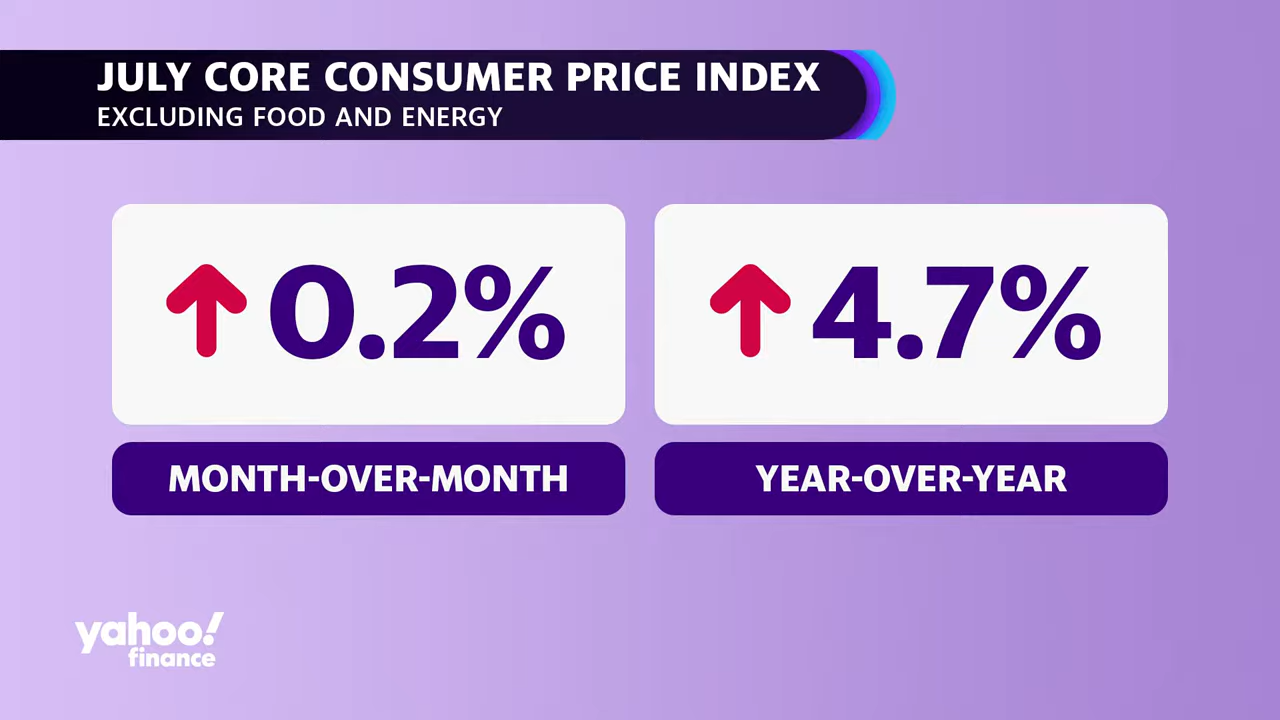 JULY CORE CONSUMER PRICE INDEX
EXCLUDING FOOD AND ENERGY
0.2%
4.7%
MONTH-OVER-MONTH
YEAR-OVER-YEAR
yahoo!
finance